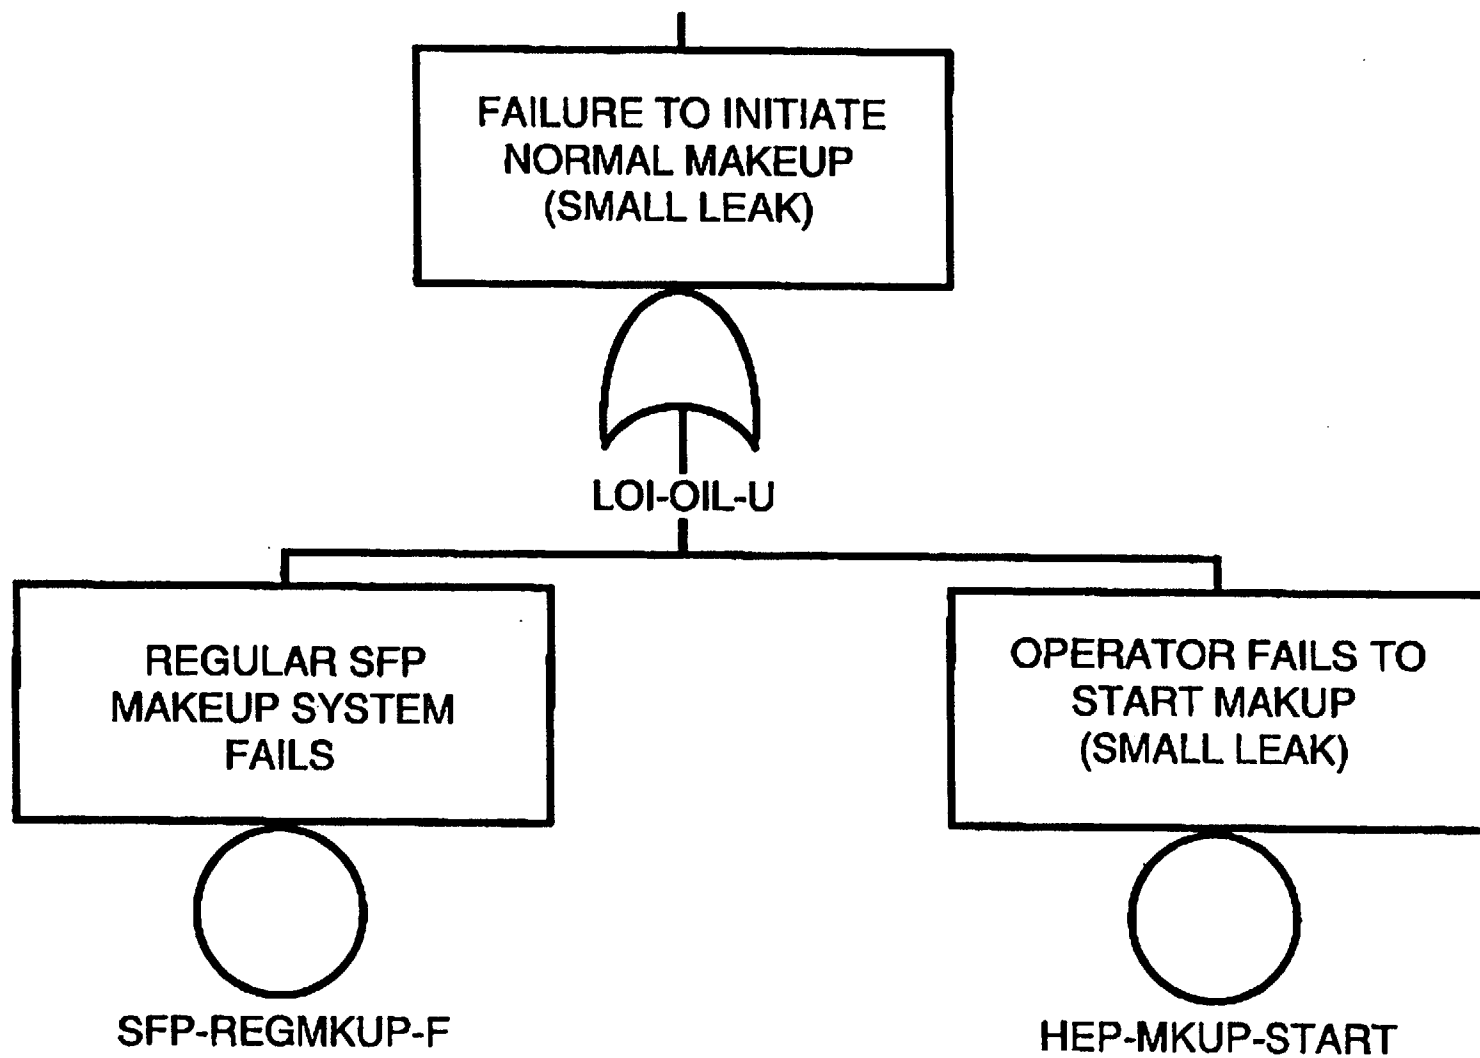 FAILURE TO INITIATE
NORMAL MAKEUP
(SMALL LEAK)
LOI-OIL-U
REGULAR SFP
MAKEUP SYSTEM
FAILS
OPERATOR FAILS TO
START MAKUP
(SMALL LEAK)
SFP-REGMKUP-F
HEP-MKUP-START